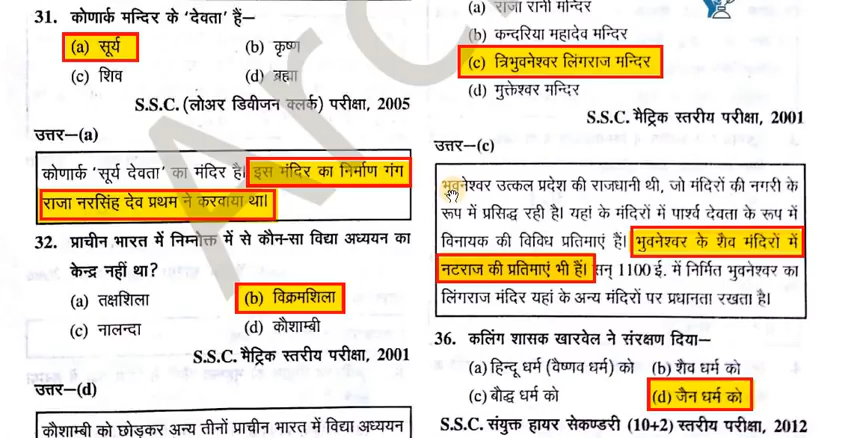 31. कोणार्क मन्दिर के 'देवता' हैं–
(a) सूर्य (b) कृष्ण
(c) शिव (d) ब्रह्मा
S.S.C. (लोअर डिवीजन क्लर्क) परीक्षा, 2005
उत्तर–(a)
कोणार्क 'सूर्य देवता' का मंदिर है। इस मंदिर का निर्माण गंग
राजा नरसिंह देव प्रथम ने करवाया था।
32. प्राचीन भारत में निम्नोक्त में से कौन-सा विद्या अध्ययन का
केन्द्र नहीं था?
(a) तक्षशिला (b) विक्रमशिला
(c) नालन्दा (d) कौशाम्बी
S.S.C. मैट्रिक स्तरीय परीक्षा, 2001
उत्तर–(d)
कौशाम्बी को छोड़कर अन्य तीनों प्राचीन भारत में विद्या अध्ययन
(a) राजा रानी मन्दिर
(b) कन्दरिया महादेव मन्दिर
(c) त्रिभुवनेश्वर लिंगराज मन्दिर
(d) मुक्तेश्वर मन्दिर
S.S.C. मैट्रिक स्तरीय परीक्षा, 2001
उत्तर–(c)
भुवनेश्वर उत्कल प्रदेश की राजधानी थी, जो मंदिरों की नगरी के
रूप में प्रसिद्ध रही है। यहां के मंदिरों में पार्श्व देवता के रूप में
विनायक की विविध प्रतिमाएं हैं। भुवनेश्वर के शैव मंदिरों में
नटराज की प्रतिमाएं भी हैं। सन् 1100 ई. में निर्मित भुवनेश्वर का
लिंगराज मंदिर यहां के अन्य मंदिरों पर प्रधानता रखता है।
36. कलिंग शासक खारवेल ने संरक्षण दिया–
(a) हिन्दू धर्म (वैष्णव धर्म) को (b) शैव धर्म को
(c) बौद्ध धर्म को (d) जैन धर्म को
S.S.C. संयुक्त हायर सेकण्डरी (10+2) स्तरीय परीक्षा, 2012